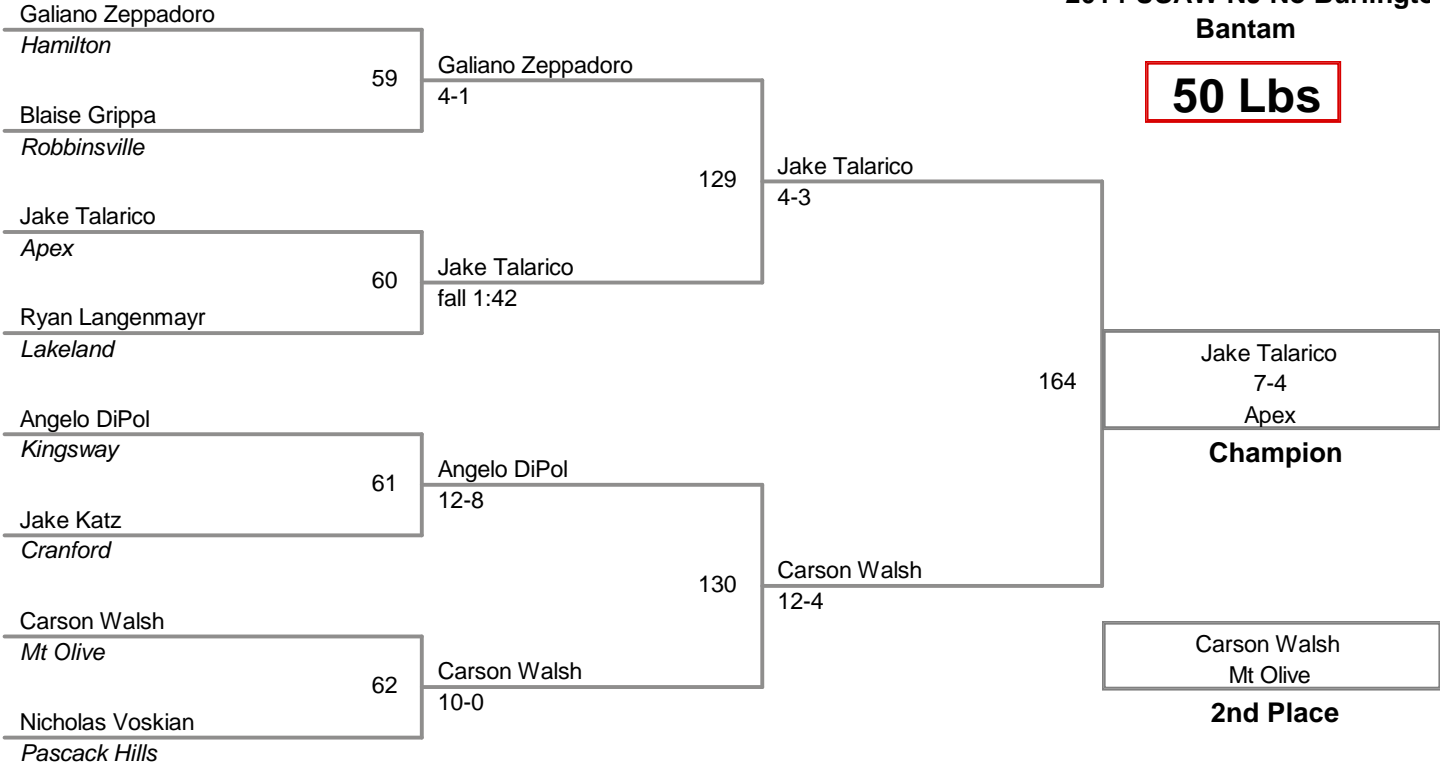 Bantam
50 Lbs
Galiano Zeppadoro
Hamilton
59
Blaise Grippa
Robbinsville
Galiano Zeppadoro
4-1
Jake Talarico
Apex
60
Ryan Langenmayr
Lakeland
Jake Talarico
fall 1:42
129
Jake Talarico
4-3
Angelo DiPol
Kingsway
61
Jake Katz
Cranford
Angelo DiPol
12-8
Carson Walsh
Mt Olive
62
Nicholas Voskian
Pascack Hills
Carson Walsh
10-0
130
Carson Walsh
12-4
164
Jake Talarico
7-4
Apex
Champion
Carson Walsh
Mt Olive
2nd Place